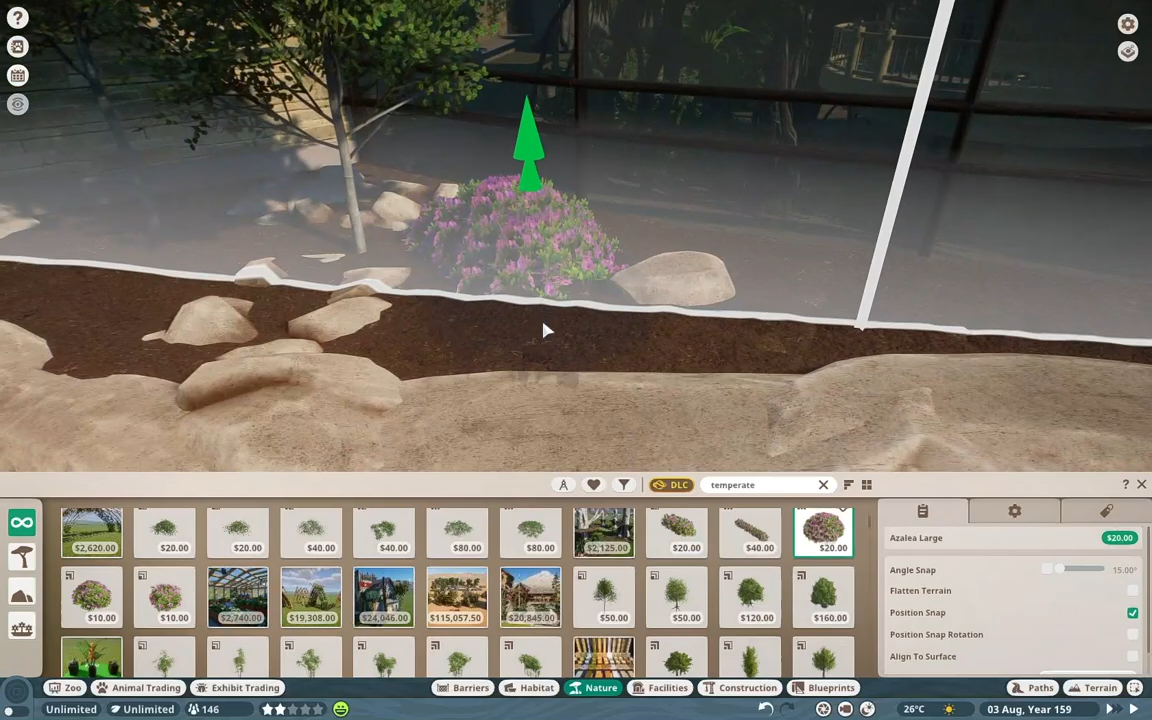 DLC
temperate
$2,620.00
$20.00
$20.00
$40.00
$40.00
$80.00
$80.00
$2,125.00
$20.00
$40.00
$20.00
$10.00
$10.00
$2,740.00
$19,308.00
$24,046.00
$115,057.50
$20,845.00
$50.00
$50.00
$120.00
$160.00
Azalea Large
$20.00
Angle Snap
15.00°
Flatten Terrain
Position Snap
Position Snap Rotation
Align To Surface
Zoo
Animal Trading
Exhibit Trading
Barriers
Habitat
Nature
Facilities
Construction
Blueprints
Paths
Terrain
Unlimited
Unlimited
146
26°C
03 Aug, Year 159